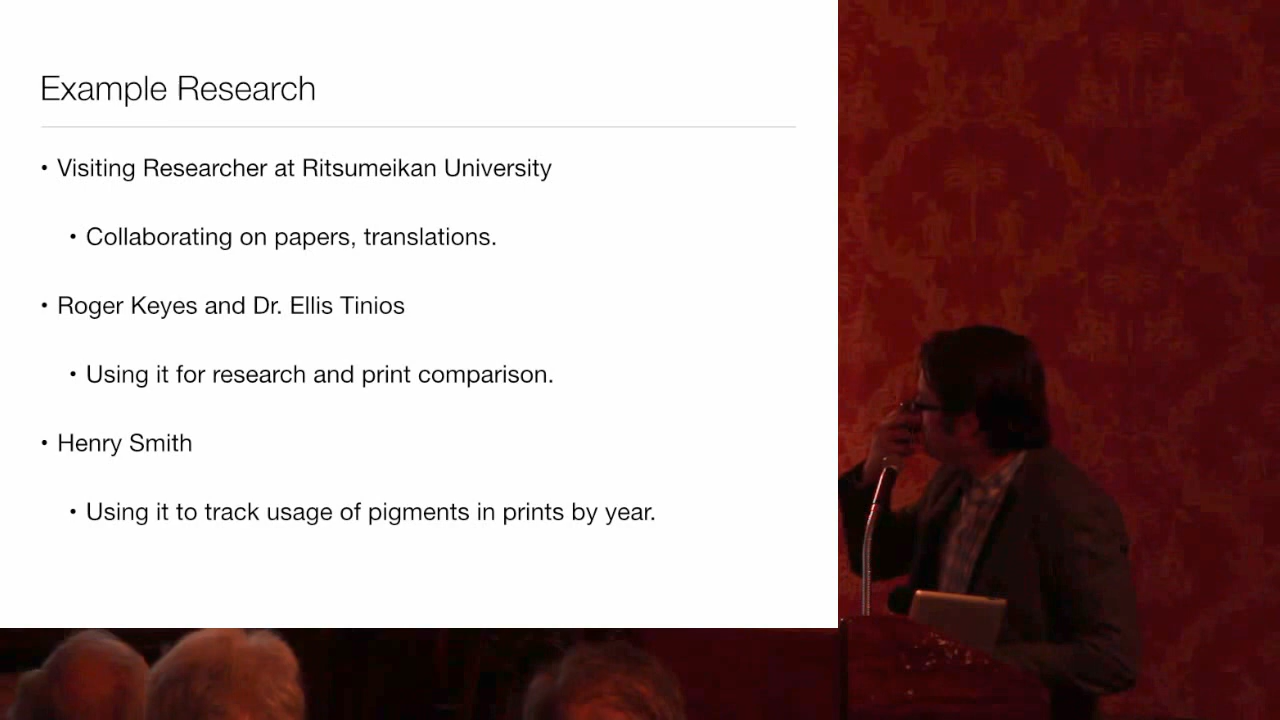 Example Research
• Visiting Researcher at Ritsumeikan University
• Collaborating on papers, translations.
• Roger Keyes and Dr. Ellis Tinios
• Using it for research and print comparison.
• Henry Smith
• Using it to track usage of pigments in prints by year.